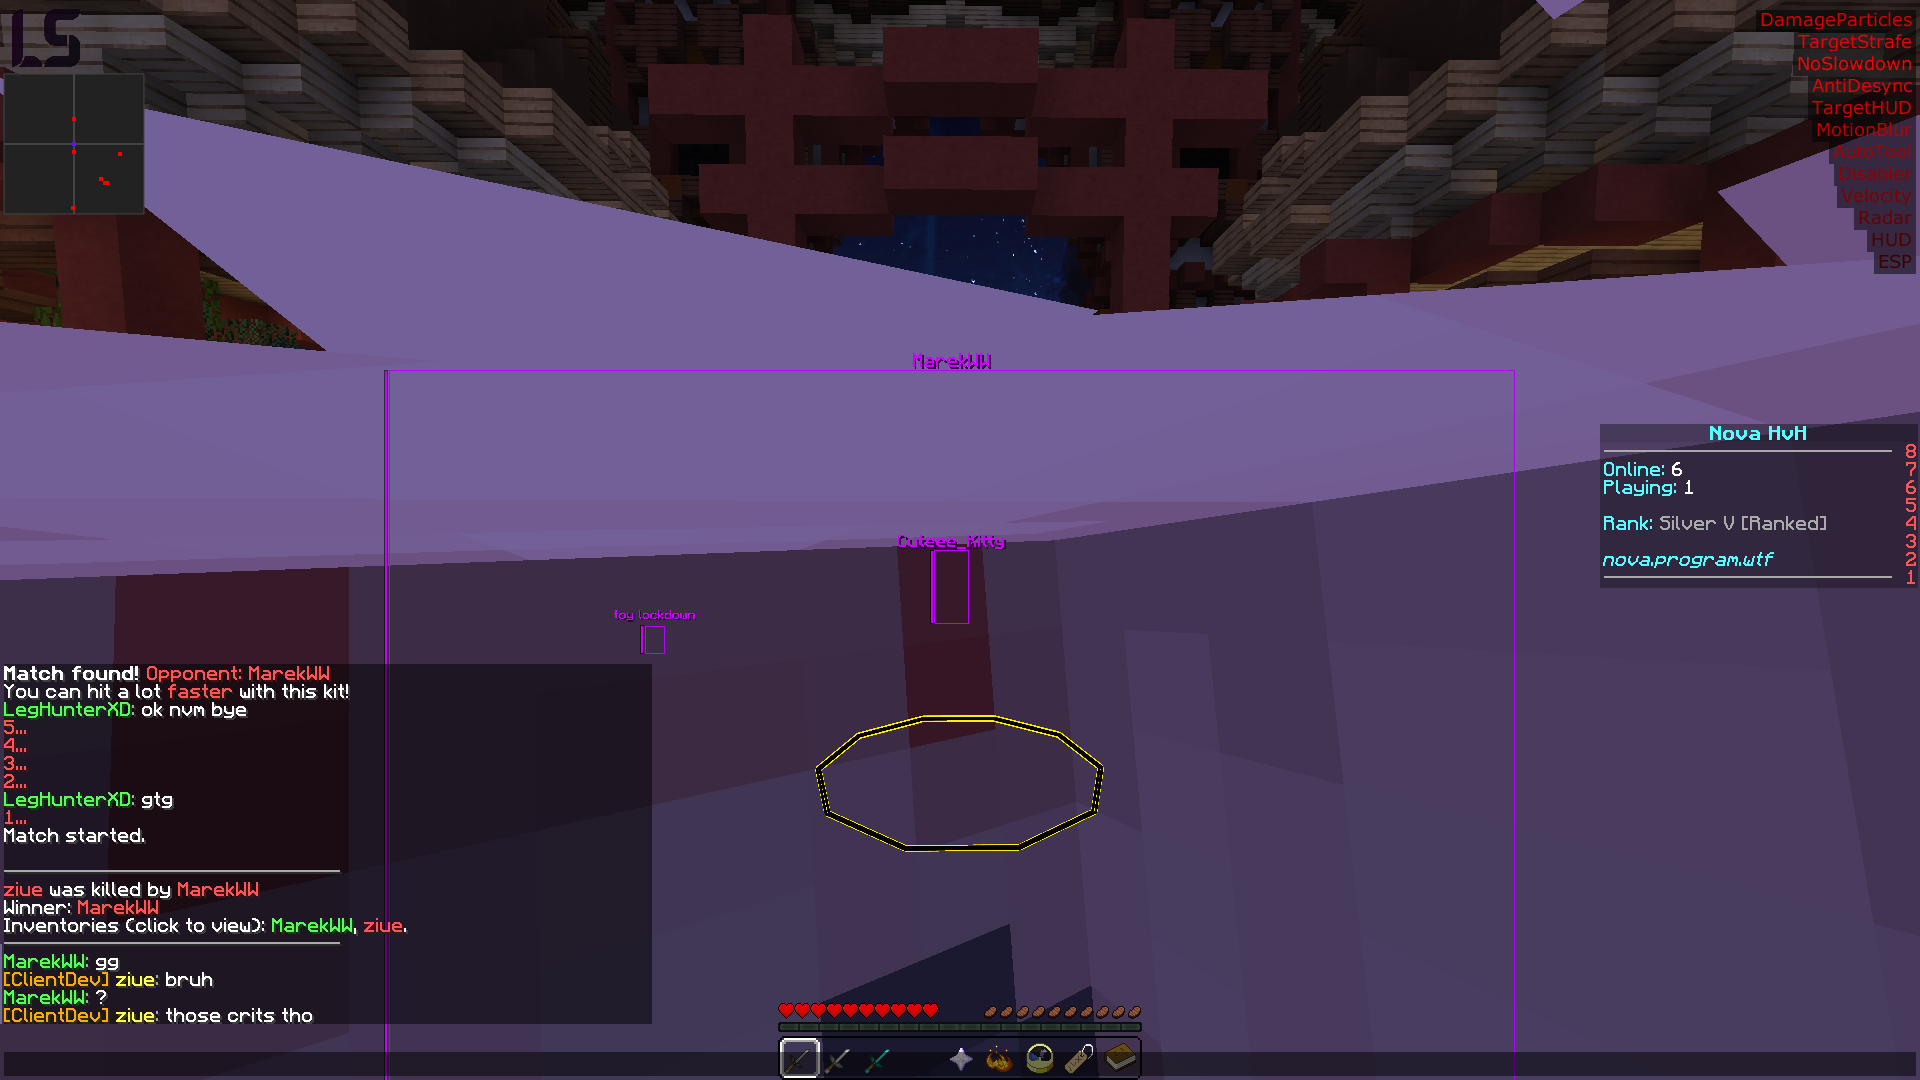 LS
DamageParticles
TargetStrafe
NoSlowdown
AntiDesync
TargetHUD
MotionBlur
AutoTool
Disabler
Velocity
Radar
HUD
ESP
MarekWW
Cuteee_Kitty
foy lockdown
Nova HvH
8
Online: 6 7
Playing: 1 6
5
Rank: Silver V [Ranked] 4
3
nova.program.wtf 2
1
Match found! Opponent: MarekWW
You can hit a lot faster with this kit!
LegHunterXD: ok nvm bye
5...
4...
3...
2...
LegHunterXD: gtg
1...
Match started.
ziue was killed by MarekWW
Winner: MarekWW
Inventories (click to view): MarekWW, ziue.
MarekWW: gg
[ClientDev] ziue: bruh
MarekWW: ?
[ClientDev] ziue: those crits tho